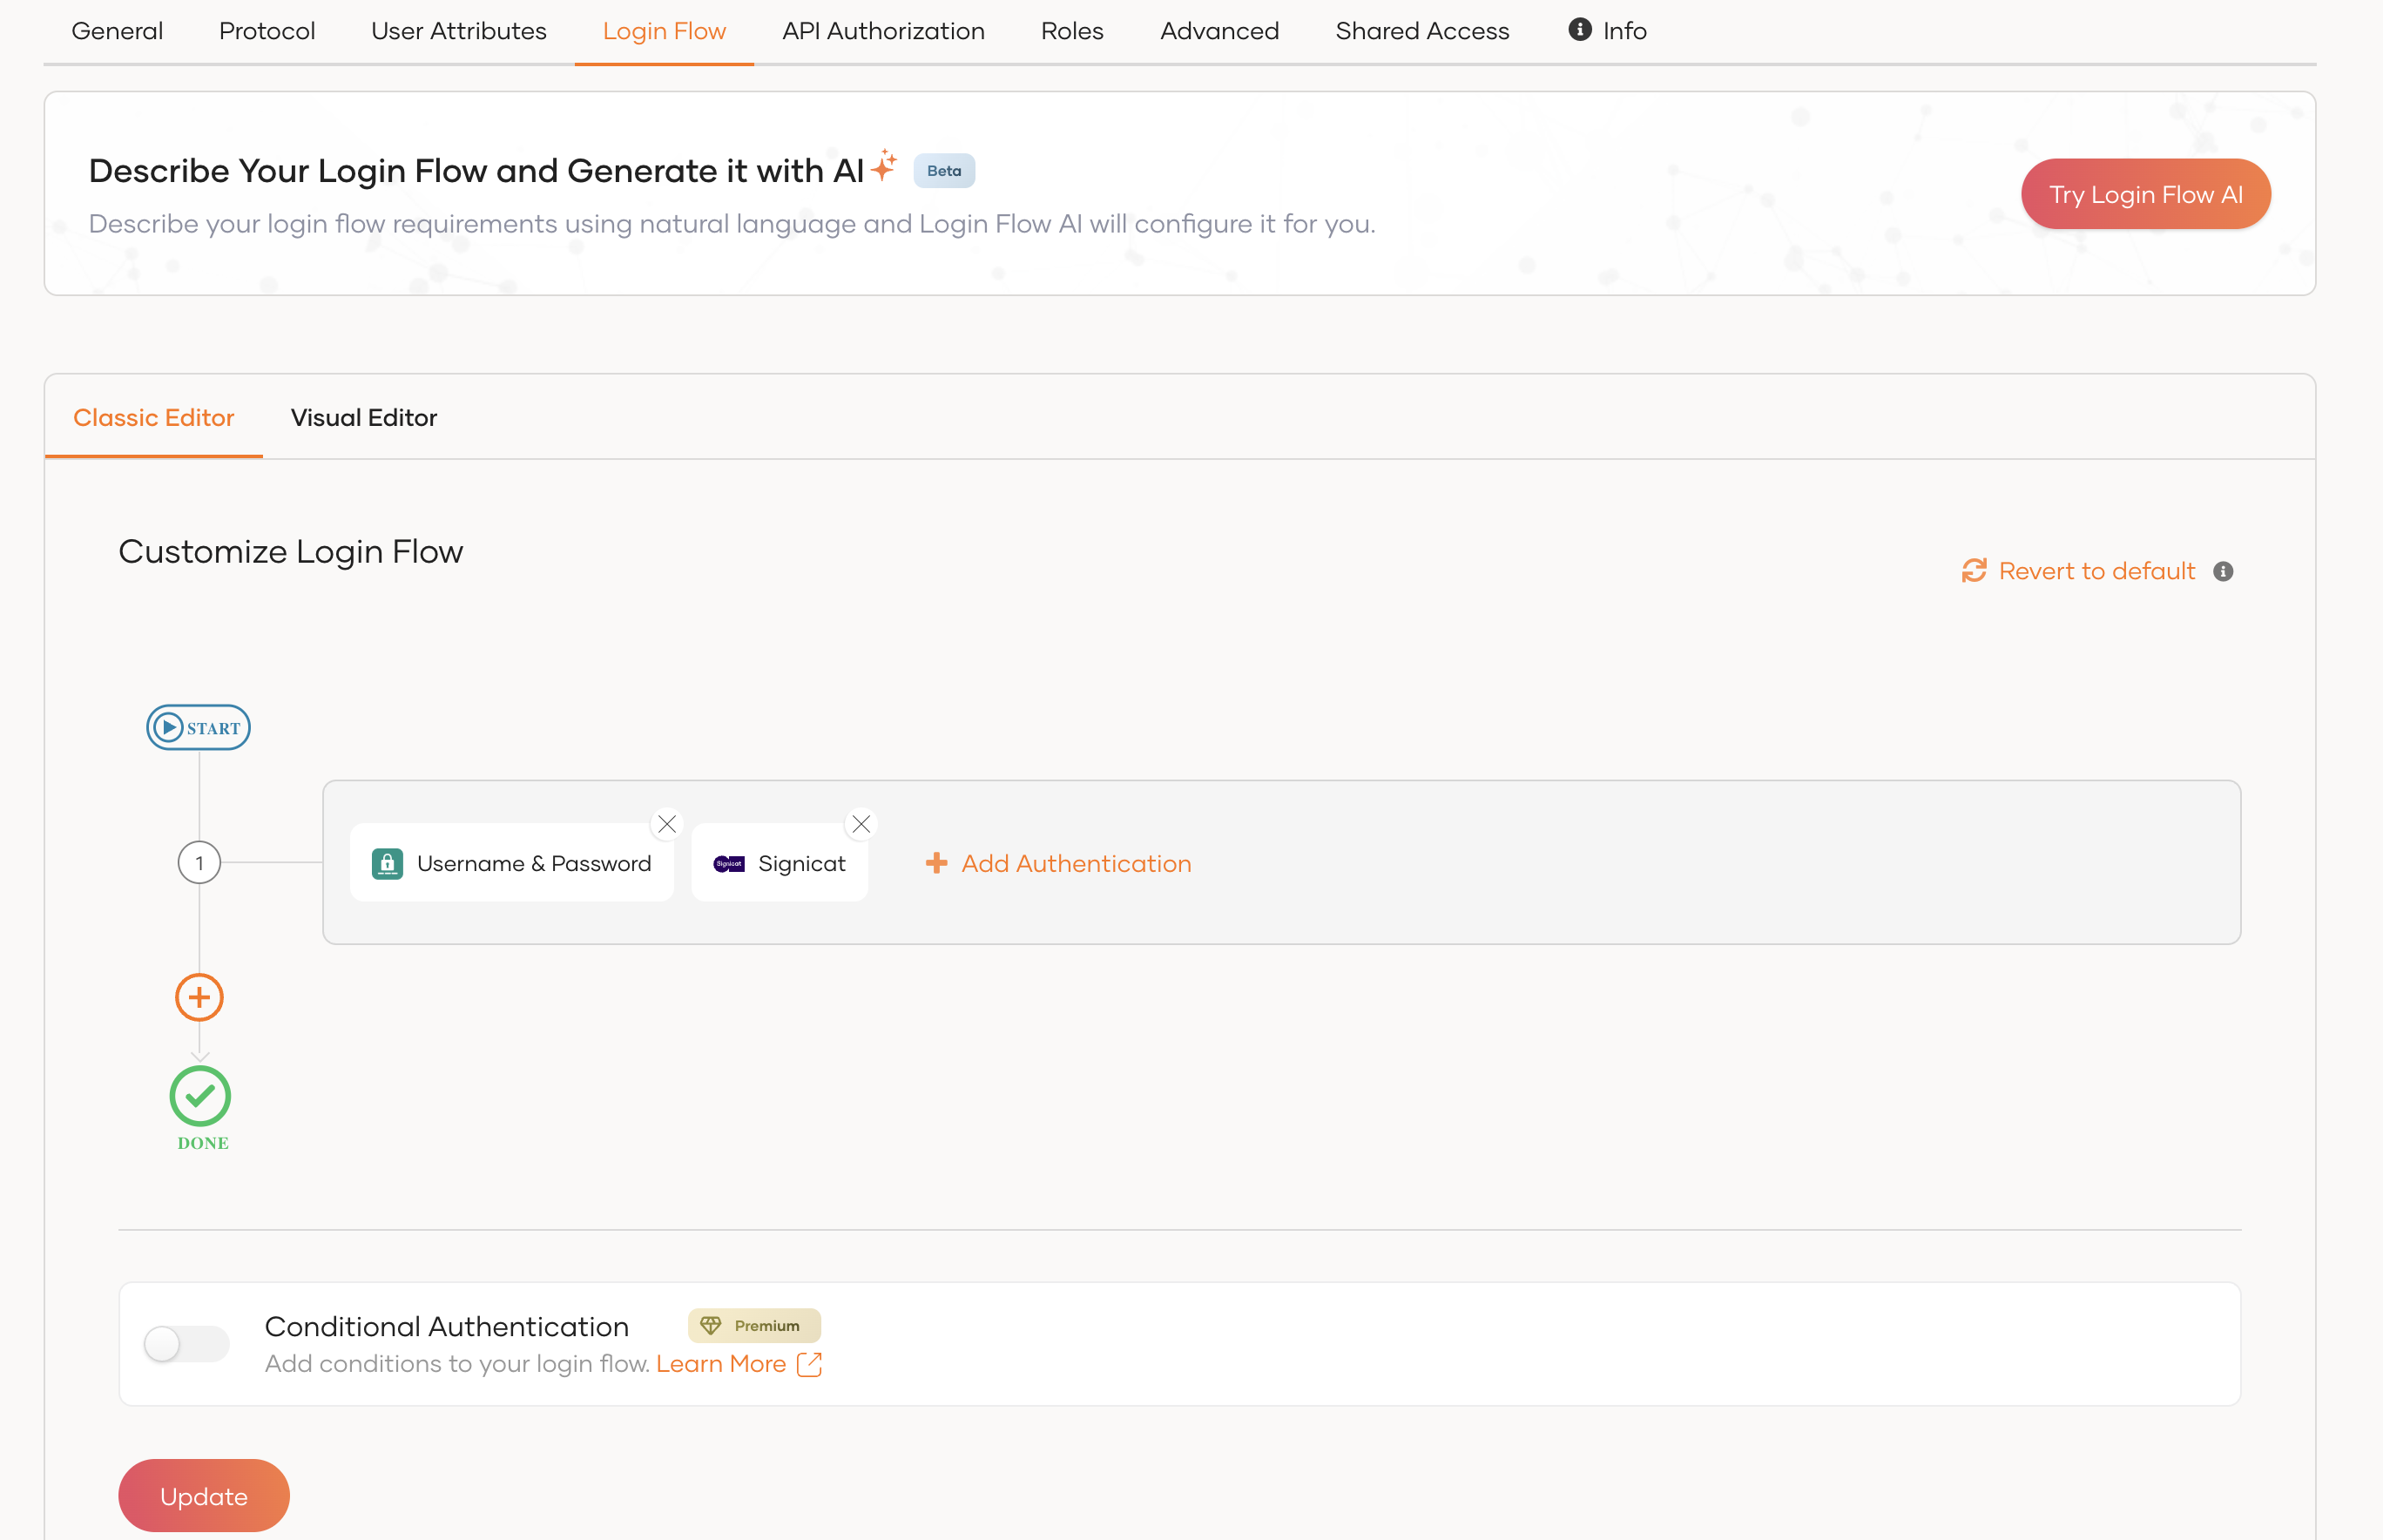 General Protocol User Attributes Login Flow API Authorization Roles Advanced Shared Access Info
Describe Your Login Flow and Generate it with AI Beta
Describe your login flow requirements using natural language and Login Flow AI will configure it for you.
Try Login Flow AI
Classic Editor Visual Editor
Customize Login Flow
Revert to default
START
1
Username & Password
Signicat Signicat
Add Authentication
DONE
Conditional Authentication Premium
Add conditions to your login flow. Learn More
Update